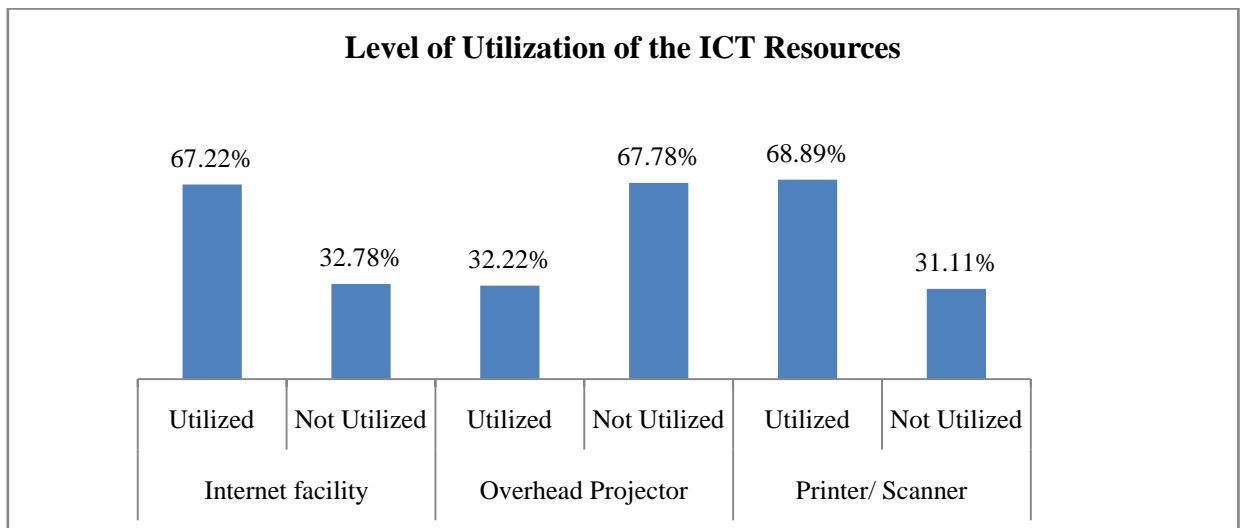 Level of Utilization of the ICT Resources
67.22%
32.78%
32.22%
67.78%
68.89%
31.11%
Utilized
Not Utilized
Utilized
Not Utilized
Utilized
Not Utilized
Internet facility
Overhead Projector
Printer/ Scanner